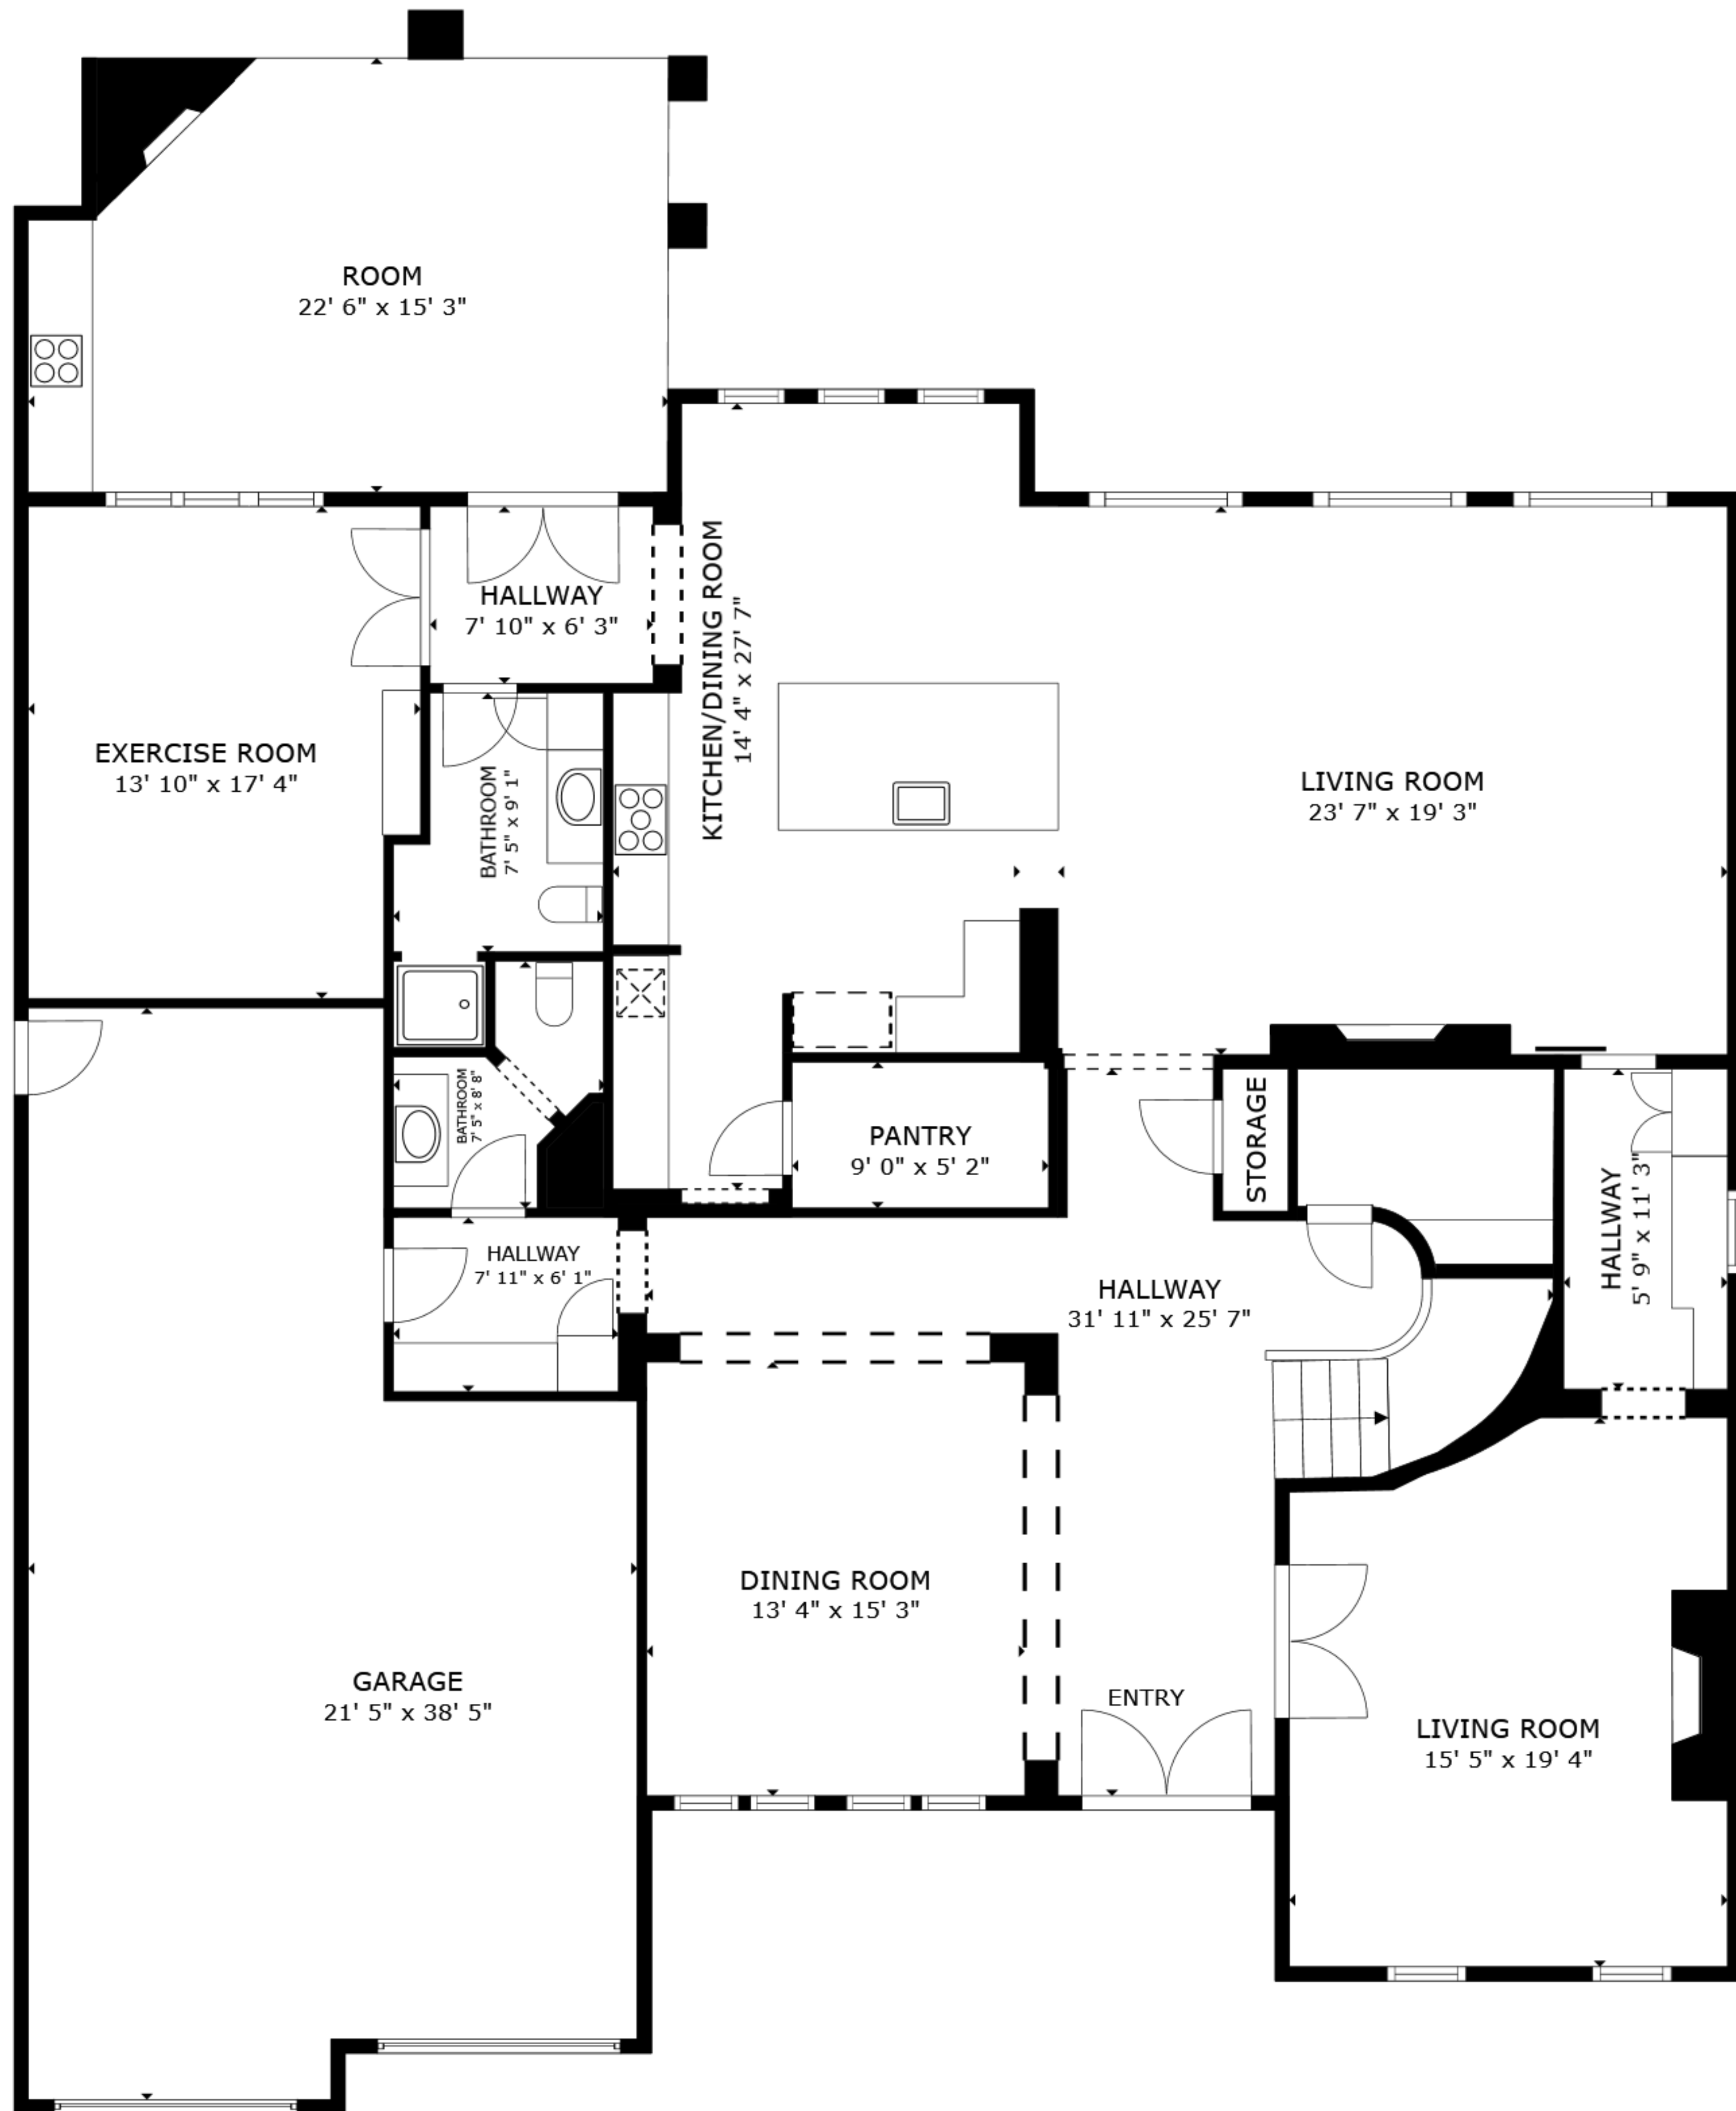 ROOM
22' 6" x 15' 3"
HALLWAY
7' 10" x 6' 3"
KITCHEN/DINING ROOM
14' 4" x 27' 7"
EXERCISE ROOM
13' 10" x 17' 4"
BATHROOM
7' 5" x 9' 1"
LIVING ROOM
23' 7" x 19' 3"
BATHROOM
7' 5" x 8' 8"
PANTRY
9' 0" x 5' 2"
STORAGE
HALLWAY
5' 9" x 11' 3"
HALLWAY
7' 11" x 6' 1"
HALLWAY
31' 11" x 25' 7"
DINING ROOM
13' 4" x 15' 3"
GARAGE
21' 5" x 38' 5"
ENTRY
LIVING ROOM
15' 5" x 19' 4"